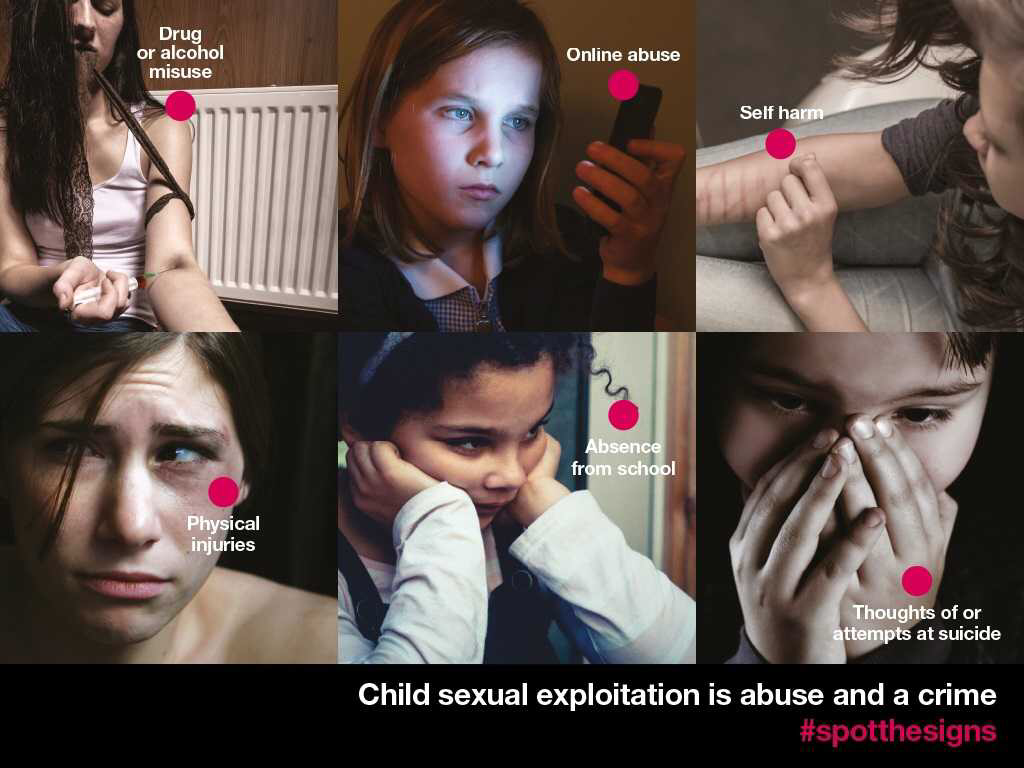 Drug
or alcohol
misuse
Online abuse
Self harm
Physical
injuries
Absence
from school
Thoughts of or
attempts at suicide
Child sexual exploitation is abuse and a crime
#spotthesigns